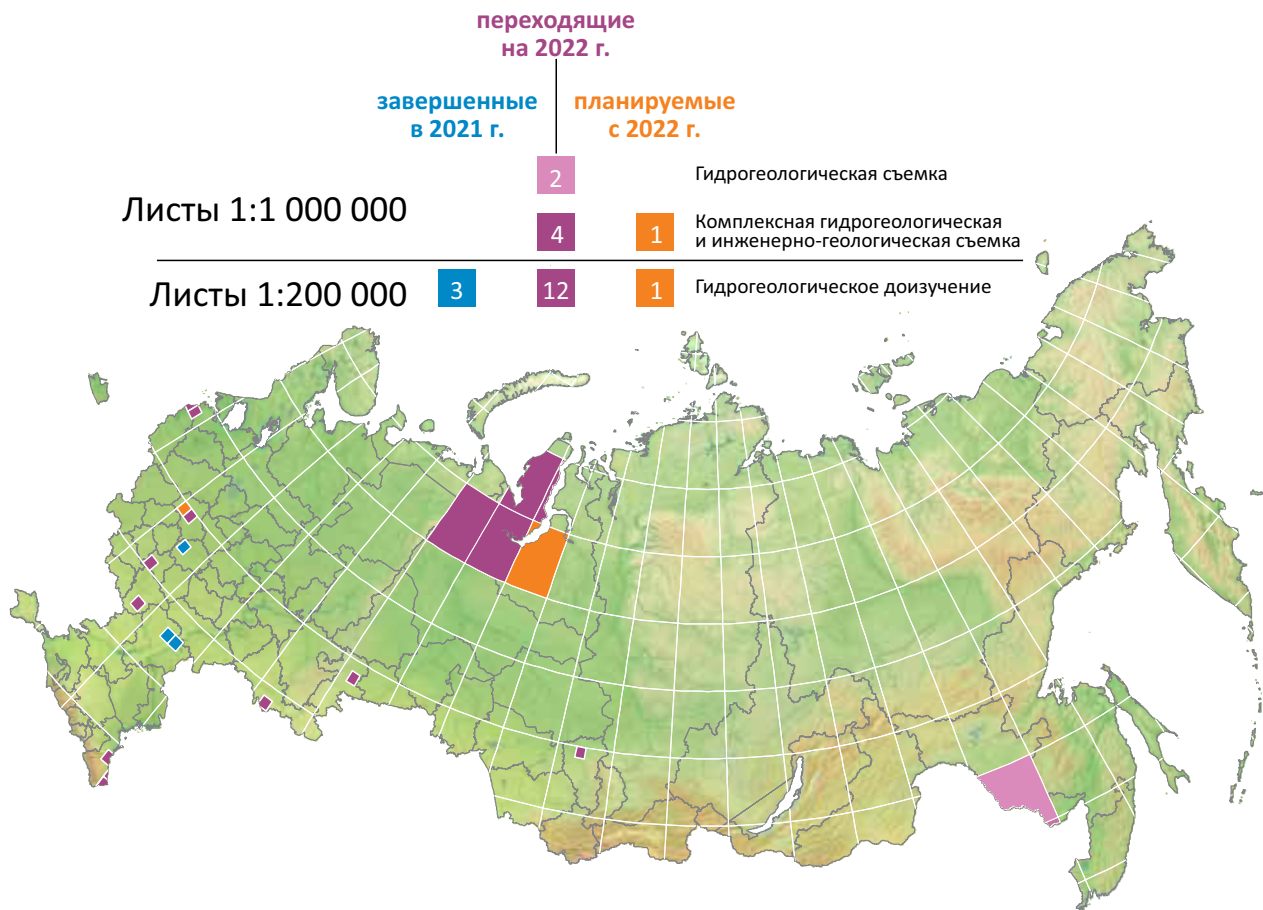 переходящие
на 2022 г.
завершенные
в 2021 г.
планируемые
с 2022 г.
Листы 1:1 000 000
2
Гидрогеологическая съемка
4
1
Комплексная гидрогеологическая
и инженерно-геологическая съемка
Листы 1:200 000
3
12
1
Гидрогеологическое доизучение